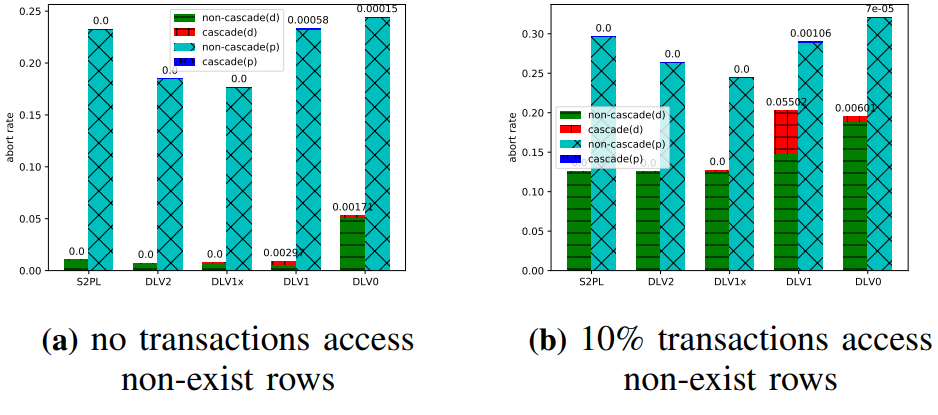 0.25
0.20
0.15
0.10
0.05
0.00
abort rate
non-cascade(d)
cascade(d)
non-cascade(p)
cascade(p)
0.0
0.0
0.0
0.00058
0.00015
0.0
0.0
0.0
0.00171
S2PL
DLV2
DLV1x
DLV1
DLV0
0.30
0.25
0.20
0.15
0.10
0.05
0.00
abort rate
non-cascade(d)
cascade(d)
non-cascade(p)
cascade(p)
0.0
0.0
0.0
0.00106
7e-05
0.0
0.0
0.0
0.05502
0.00601
S2PL
DLV2
DLV1x
DLV1
DLV0
(a) no transactions access
non-exist rows
(b) 10% transactions access
non-exist rows